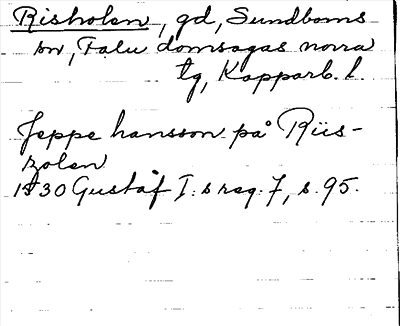 Risholen, gd, Sundborns
sn, Falu domsagas norra
tg, Kopparb. l.
Jeppe hansson på Riis-
holen
1530 Gustaf I:s reg. 7, s. 95.